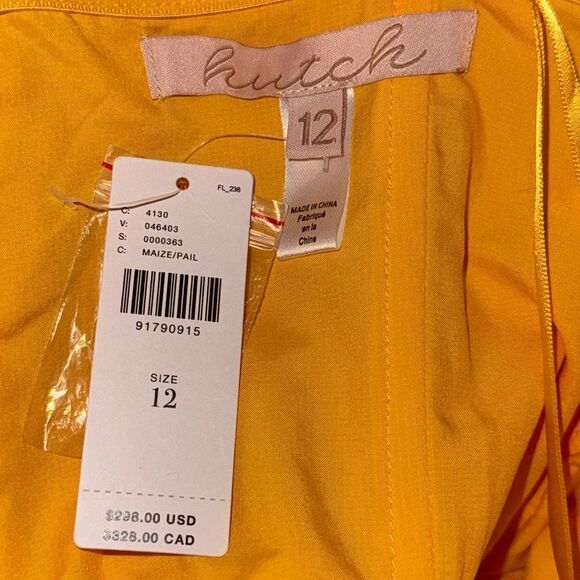 hutch
12
MADE IN CHINA
Fabriqué
en la
Chine
FL_238
C: 4130
V: 046403
S: 0000363
C: MAIZE/PAIL
91790915
SIZE
12
$298.00 USD
$328.00 CAD